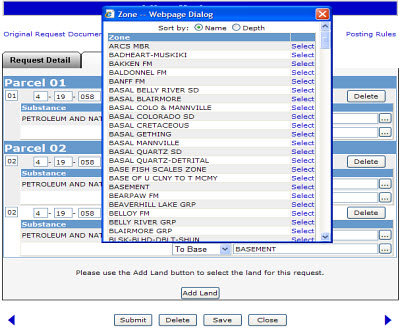 Zone -- Webpage Dialog
Original Request Documen
Posting Rules
Sort by: Name Depth
Request Detail
Zone
ARCS MBR Select
BADHEART-MUSKIKI Select
BAKKEN FM Select
BALDONNEL FM Select
BANFF FM Select
BASAL BELLY RIVER SD Select
BASAL BLAIRMORE Select
BASAL COLO & MANNVILLE Select
BASAL COLORADO SD Select
BASAL CRETACEOUS Select
BASAL GETHING Select
BASAL MANNVILLE Select
BASAL QUARTZ SD Select
BASAL QUARTZ-DETRITAL Select
BASE FISH SCALES ZONE Select
BASE OF U CLNY TO T MCMY Select
BASEMENT Select
BEARPAW FM Select
BEAVERHILL LAKE GRP Select
BELLOY FM Select
BELLY RIVER GRP Select
BLAIRMORE GRP Select
BLSK-BLHD-DBLT-SHUN Select
Parcel 01
01 4 - 19 - 058 Delete
Substance
PETROLEUM AND NAT ...
...
Parcel 02
02 4 - 19 - 058 Delete
Substance
PETROLEUM AND NAT ...
...
02 4 - 19 - 058 Delete
Substance
PETROLEUM AND NAT ...
To Base BASEMENT ...
Please use the Add Land button to select the land for this request.
Add Land
Submit Delete Save Close